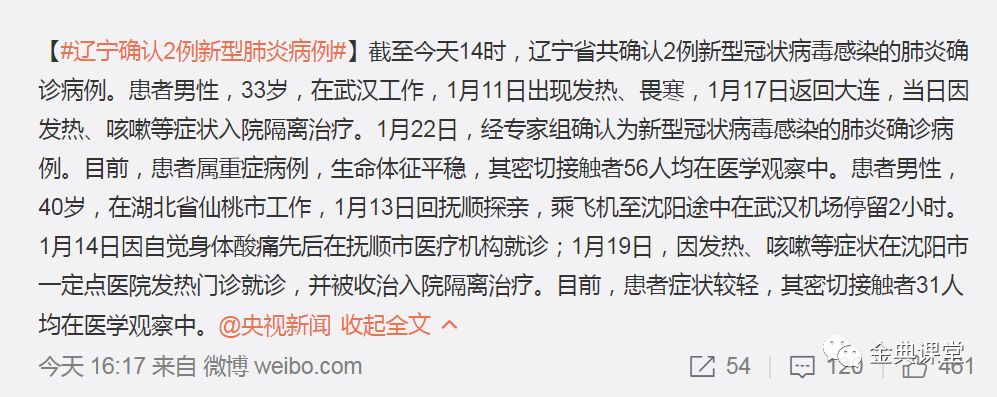 【#辽宁确认2例新型肺炎病例#】截至今天14时，辽宁省共确认2例新型冠状病毒感染的肺炎确
诊病例。患者男性，33岁，在武汉工作，1月11日出现发热、畏寒，1月17日返回大连，当日因
发热、咳嗽等症状入院隔离治疗。1月22日，经专家组确认为新型冠状病毒感染的肺炎确诊病
例。目前，患者属重症病例，生命体征平稳，其密切接触者56人均在医学观察中。患者男性，
40岁，在湖北省仙桃市工作，1月13日回抚顺探亲，乘飞机至沈阳途中在武汉机场停留2小时。
1月14日因自觉身体酸痛先后在抚顺市医疗机构就诊；1月19日，因发热、咳嗽等症状在沈阳市
一定点医院发热门诊就诊，并被收治入院隔离治疗。目前，患者症状较轻，其密切接触者31人
均在医学观察中。@央视新闻 收起全文
今天 16:17 来自 微博 weibo.com 54 120 461
金典课堂